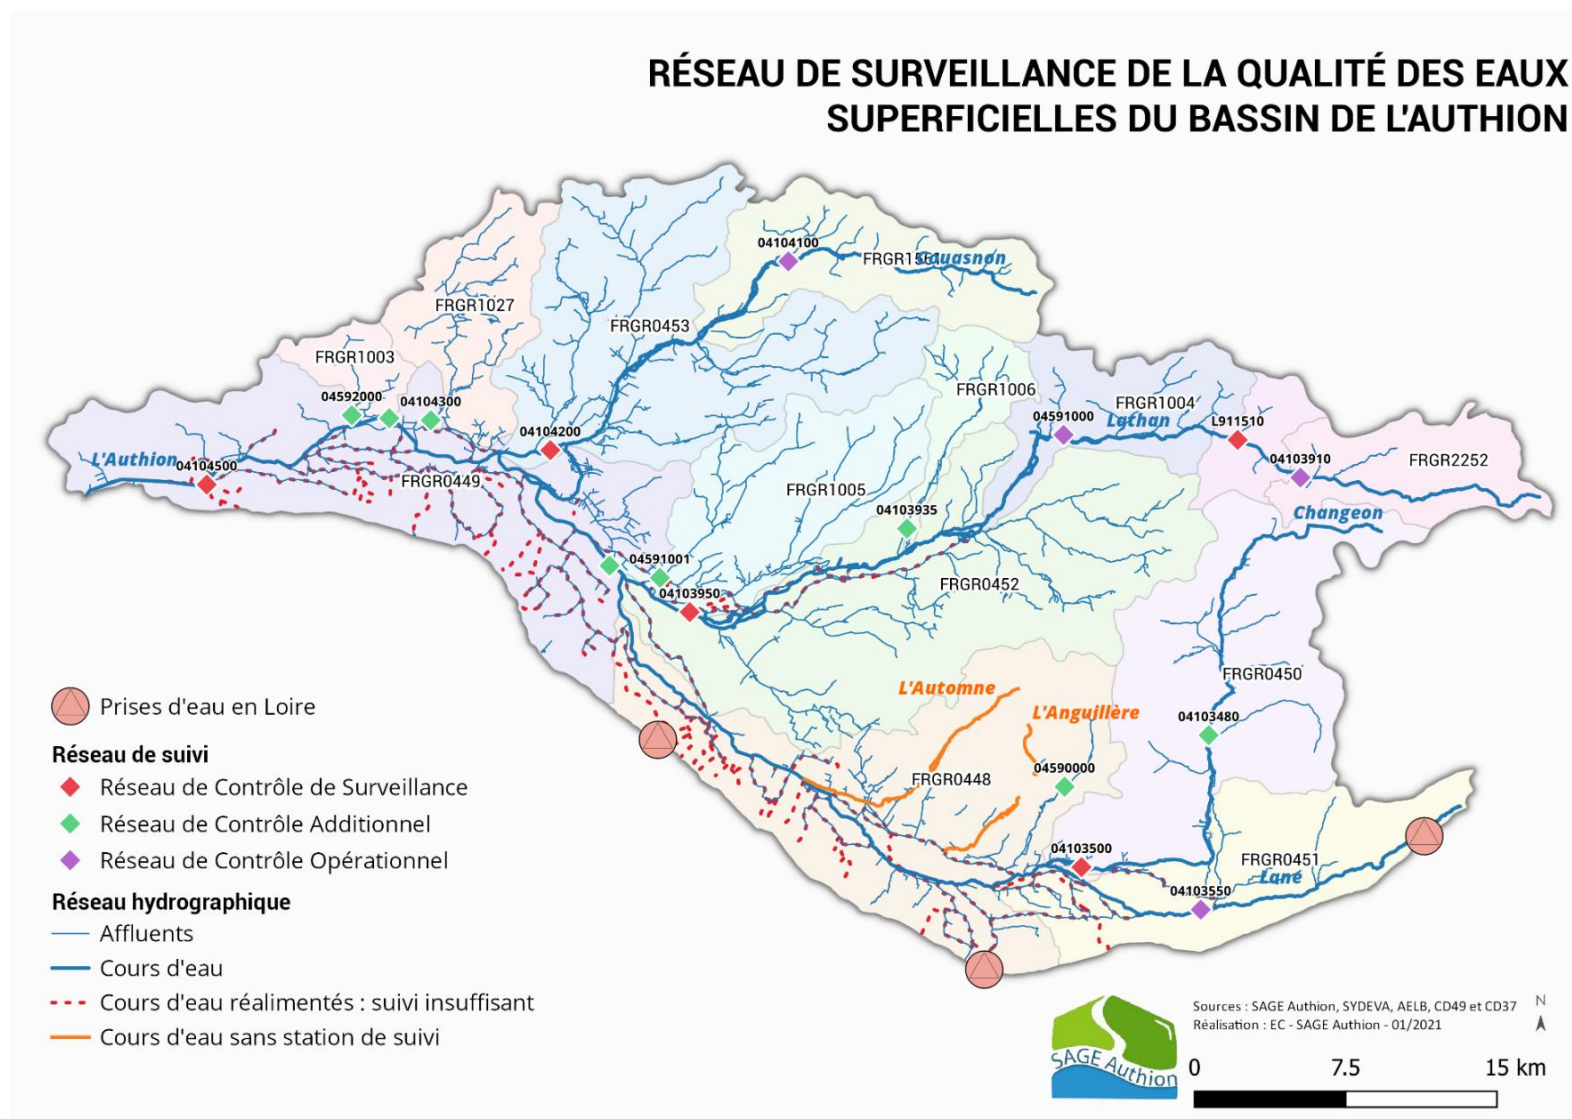 RÉSEAU DE SURVEILLANCE DE LA QUALITÉ DES EAUX
SUPERFICIELLES DU BASSIN DE L'AUTHION
04104100
FRGR1027
FRGR0453
FRGR1003
04592000
04104300
FRGR1006
FRGR1004
04591000
Lathan
L911510
04104200
L'Authion
04104500
04103910
FRGR2252
FRGR0449
FRGR1005
04103935
Changeon
04591001
FRGR0452
04103950
FRGR0450
L'Automne
L'Anguillère
04103480
04590000
FRGR0448
04103500
FRGR0451
Lané
04103550
Prises d'eau en Loire
Réseau de suivi
Réseau de Contrôle de Surveillance
Réseau de Contrôle Additionnel
Réseau de Contrôle Opérationnel
Réseau hydrographique
Affluents
Cours d'eau
Cours d'eau réalimentés : suivi insuffisant
Cours d'eau sans station de suivi
SAGE Authion
Sources : SAGE Authion, SYDEVA, AELB, CD49 et CD37
Réalisation : EC - SAGE Authion - 01/2021
N
0 7.5 15 km